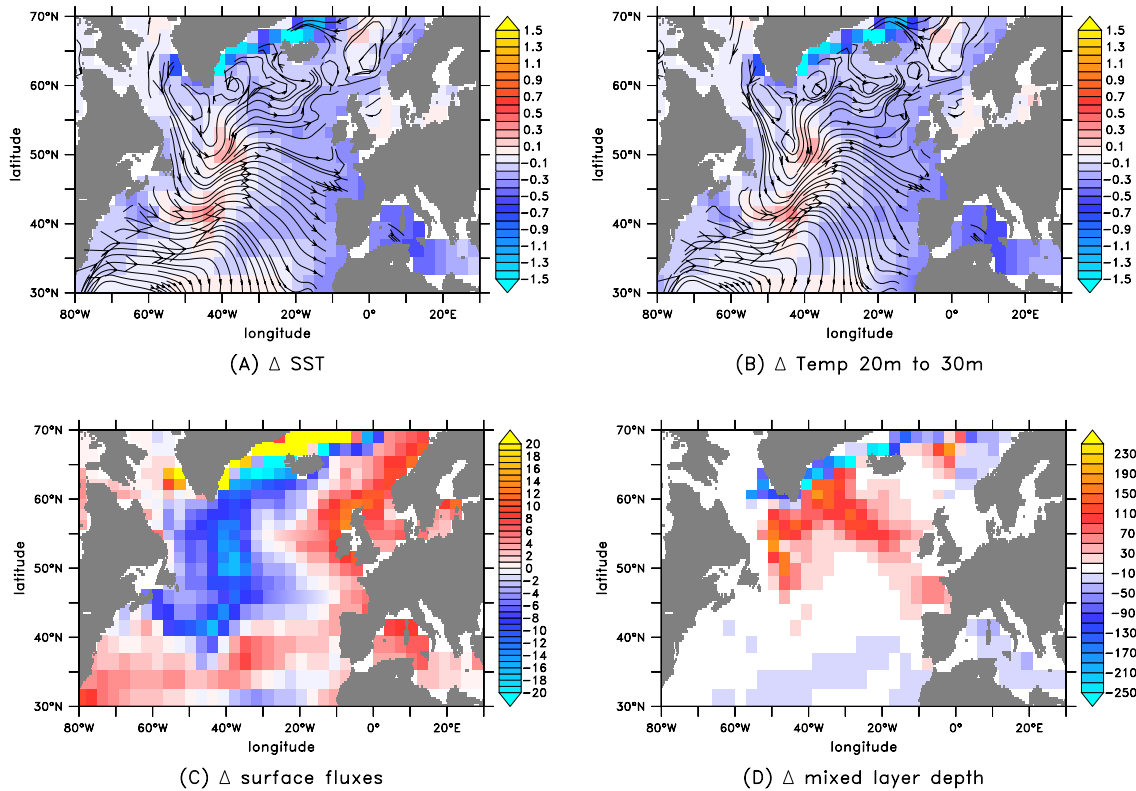 70°N
60°N
50°N
40°N
30°N
latitude
80°W 60°W 40°W 20°W 0° 20°E
longitude
1.5
1.3
1.1
0.9
0.7
0.5
0.3
0.1
−0.1
−0.3
−0.5
−0.7
−0.9
−1.1
−1.3
−1.5
(A) Δ SST
70°N
60°N
50°N
40°N
30°N
latitude
80°W 60°W 40°W 20°W 0° 20°E
longitude
1.5
1.3
1.1
0.9
0.7
0.5
0.3
0.1
−0.1
−0.3
−0.5
−0.7
−0.9
−1.1
−1.3
−1.5
(B) Δ Temp 20m to 30m
70°N
60°N
50°N
40°N
30°N
latitude
80°W 60°W 40°W 20°W 0° 20°E
longitude
20
18
16
14
12
10
8
6
4
2
0
−2
−4
−6
−8
−10
−12
−14
−16
−18
−20
(C) Δ surface fluxes
70°N
60°N
50°N
40°N
30°N
latitude
80°W 60°W 40°W 20°W 0° 20°E
longitude
230
190
150
110
70
30
−10
−50
−90
−130
−170
−210
−250
(D) Δ mixed layer depth